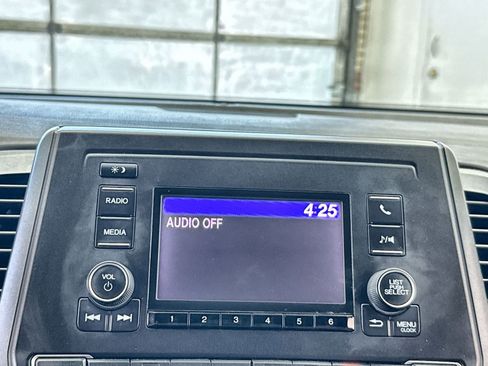 4:25
AUDIO OFF
RADIO
MEDIA
VOL
LIST
PUSH
SELECT
1 2 3 4 5 6
MENU
CLOCK